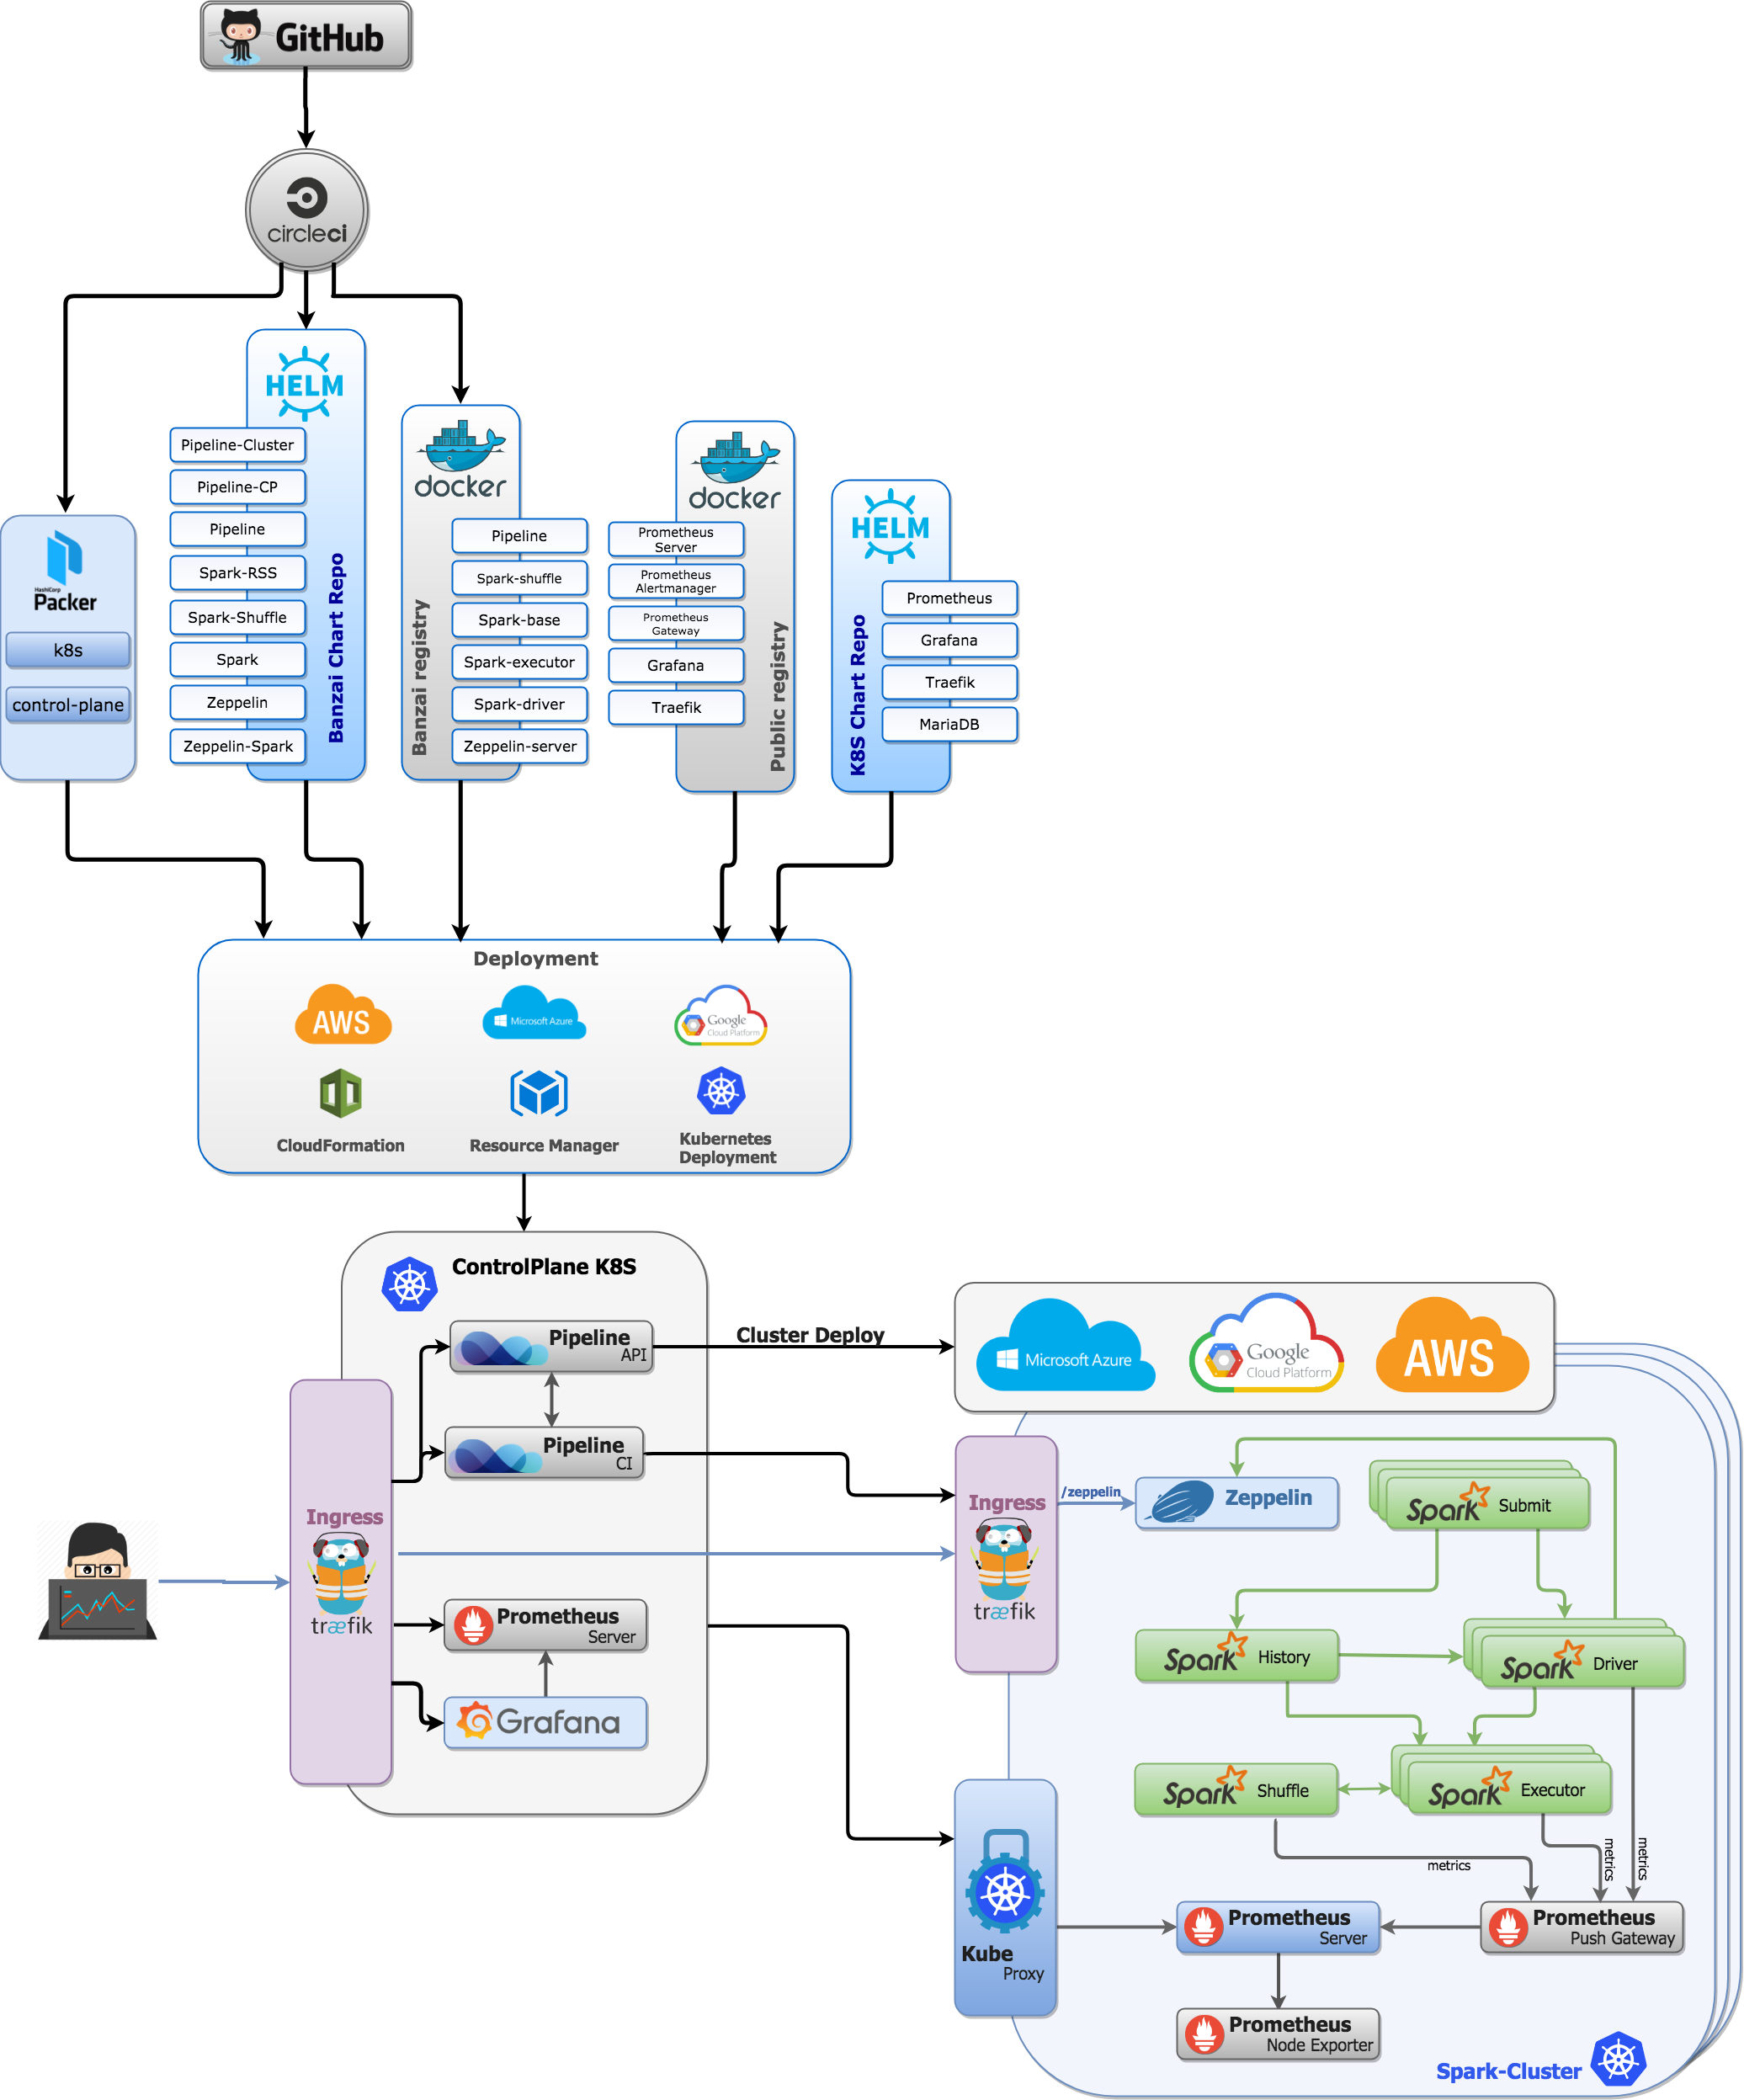 GitHub
circleci
HELM
Pipeline-Cluster
Pipeline-CP
Pipeline
Spark-RSS
Spark-Shuffle
Spark
Zeppelin
Zeppelin-Spark
Banzai Chart Repo
HashiCorp
Packer
k8s
control-plane
docker
Pipeline
Spark-shuffle
Spark-base
Spark-executor
Spark-driver
Zeppelin-server
Banzai registry
docker
Prometheus
Server
Prometheus
Alertmanager
Prometheus
Gateway
Grafana
Traefik
Public registry
HELM
Prometheus
Grafana
Traefik
MariaDB
K8S Chart Repo
Deployment
AWS
Microsoft Azure
Google
Cloud Platform
CloudFormation
Resource Manager
Kubernetes
Deployment
ControlPlane K8S
Pipeline
API
Pipeline
CI
Ingress
træfik
Prometheus
Server
Grafana
Cluster Deploy
Microsoft Azure
Google
Cloud Platform
AWS
Ingress
træfik
/zeppelin
Zeppelin
Spark Submit
Spark History
Spark Driver
Spark Shuffle
Spark Executor
metrics
metrics
metrics
Kube
Proxy
Prometheus
Server
Prometheus
Push Gateway
Prometheus
Node Exporter
Spark-Cluster